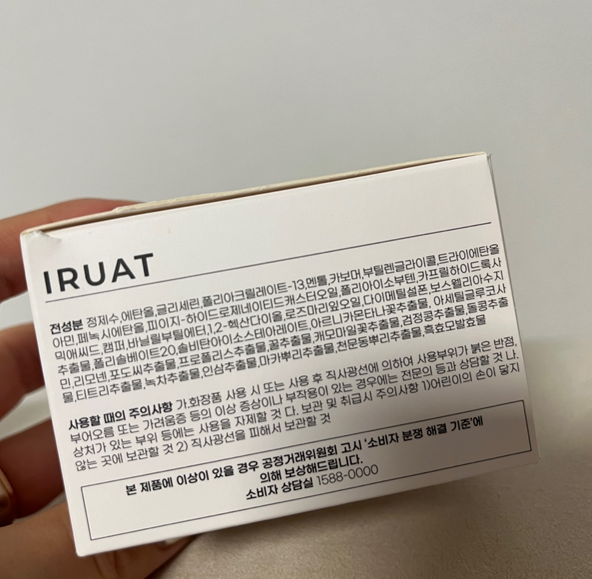 IRUAT
전성분 정제수,에탄올,글리세린,폴리아크릴레이트-13,멘톨,카보머,부틸렌글라이콜,트라이에탄올
아민,페녹시에탄올,피이지-하이드로제네이티드캐스터오일 폴리아이소부텐,카프릴하이드록사
믹애씨드,캠퍼,바닐릴부틸에터,1,2-헥산다이올,로즈마리잎오일,다이메틸설폰,보스웰리아수지
추출물,폴리솔베이트20,솔비탄아이소스테아레이트,아르니카몬타나꽃추출물, 아세틸글루코사
민,리모넨,포도씨추출물,프로폴리스추출물,꿀추출물,캐모마일꽃추출물,검정콩추출물,돌콩추출
물,티트리추출물,녹차추출물,인삼추출물,마카뿌리추출물,천문동뿌리추출물,흑효모발효물
사용할 때의 주의사항 가.화장품 사용 시 또는 사용 후 직사광선에 의하여 사용부위가 붉은 반점,
부어오름 또는 가려움증 등의 이상 증상이나 부작용이 있는 경우에는 전문의 등과 상담할 것 나.
상처가 있는 부위 등에는 사용을 자제할 것 다. 보관 및 취급시 주의사항 1)어린이의 손이 닿지
않는 곳에 보관할 것 2) 직사광선을 피해서 보관할 것
본 제품에 이상이 있을 경우 공정거래위원회 고시 '소비자 분쟁 해결 기준'에
의해 보상해드립니다.
소비자 상담실 1588-0000